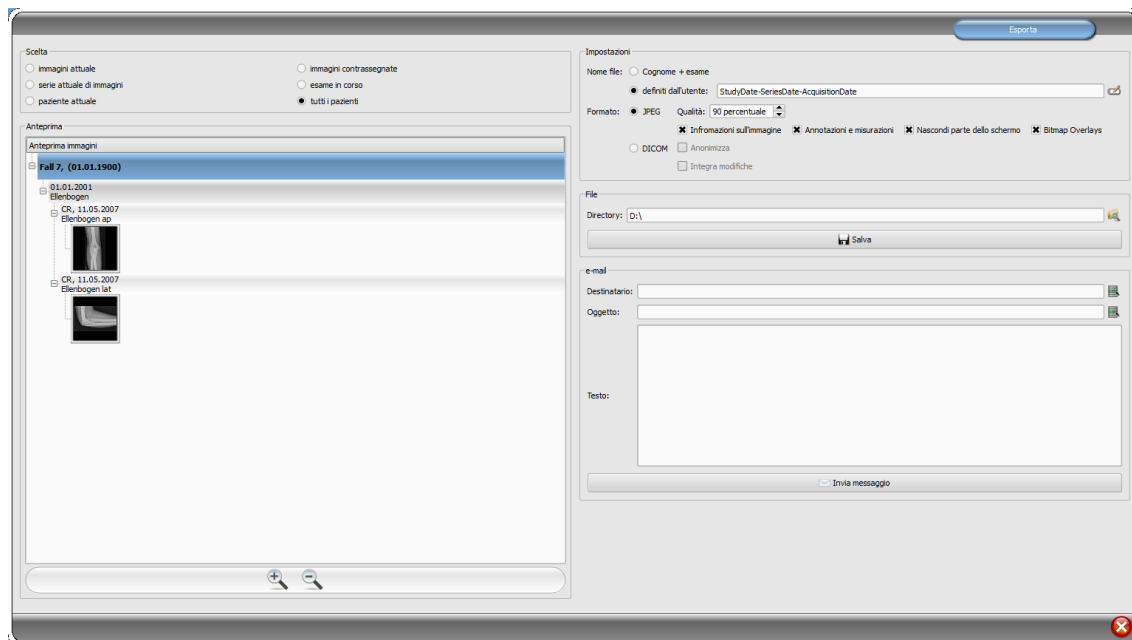 Esporta
Scelta
immagini attuale
immagini contrassegnate
serie attuale di immagini
esame in corso
paziente attuale
tutti i pazienti
Anteprima
Anteprima immagini
Fall 7, (01.01.1900)
01.01.2001
Ellenbogen
CR, 11.05.2007
Ellenbogen ap
CR, 11.05.2007
Ellenbogen lat
Impostazioni
Nome file: Cognome + esame
definiti dall'utente: StudyDate-SeriesDate-AcquisitionDate
Formato: JPEG Qualità: 90 percentuale
Infromazioni sull'immagine Annotazioni e misurazioni Nascondi parte dello schermo Bitmap Overlays
DICOM Anonimizza
Integra modifiche
File
Directory: D:\
Salva
e-mail
Destinatario:
Oggetto:
Testo:
Invia messaggio